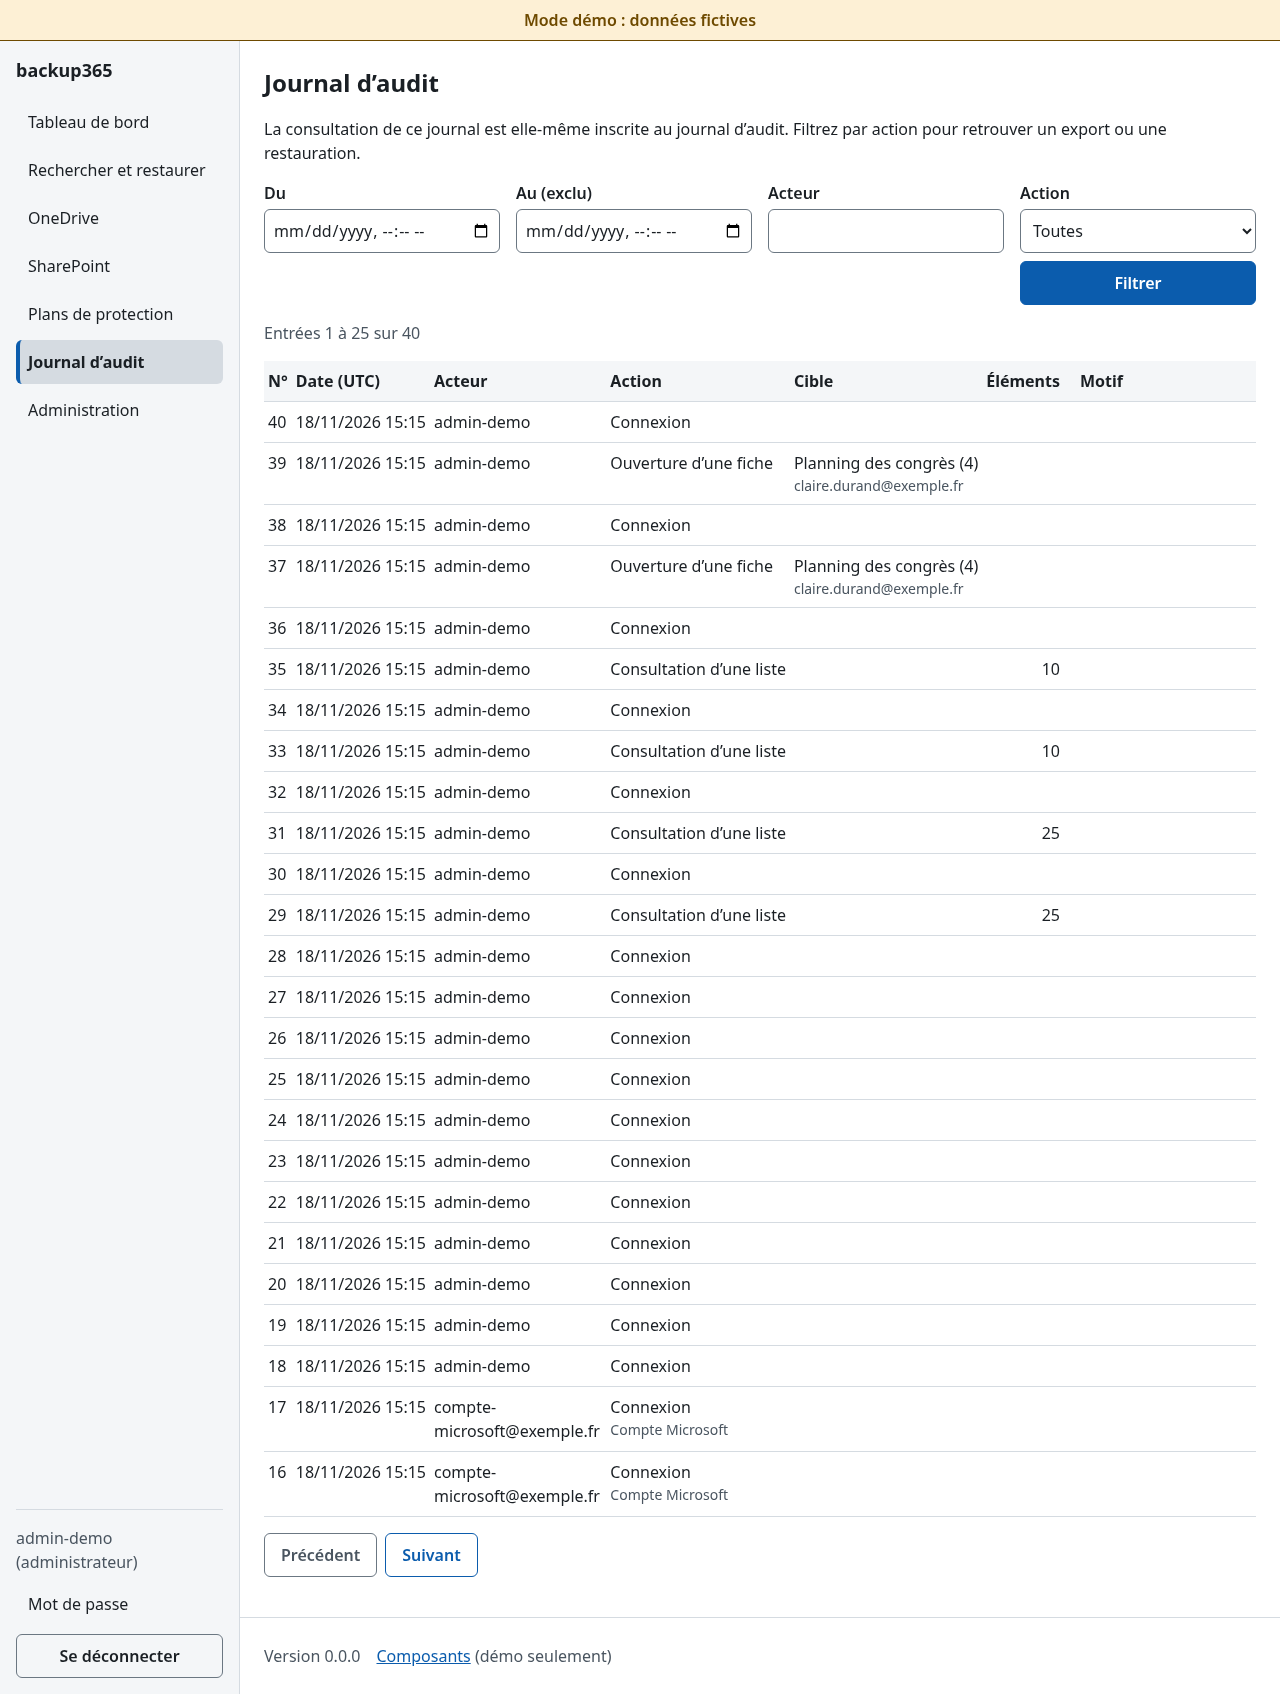 Mode démo : données fictives
backup365
Tableau de bord
Rechercher et restaurer
OneDrive
SharePoint
Plans de protection
Journal d’audit
Administration
admin-demo
(administrateur)
Mot de passe
Se déconnecter
Journal d’audit
La consultation de ce journal est elle-même inscrite au journal d’audit. Filtrez par action pour retrouver un export ou une
restauration.
Du Au (exclu) Acteur Action
mm/dd/yyyy, --:-- -- mm/dd/yyyy, --:-- -- Toutes
Filtrer
Entrées 1 à 25 sur 40
Nº Date (UTC) Acteur Action Cible Éléments Motif
40 18/11/2026 15:15 admin-demo Connexion
39 18/11/2026 15:15 admin-demo Ouverture d’une fiche Planning des congrès (4)
claire.durand@exemple.fr
38 18/11/2026 15:15 admin-demo Connexion
37 18/11/2026 15:15 admin-demo Ouverture d’une fiche Planning des congrès (4)
claire.durand@exemple.fr
36 18/11/2026 15:15 admin-demo Connexion
35 18/11/2026 15:15 admin-demo Consultation d’une liste 10
34 18/11/2026 15:15 admin-demo Connexion
33 18/11/2026 15:15 admin-demo Consultation d’une liste 10
32 18/11/2026 15:15 admin-demo Connexion
31 18/11/2026 15:15 admin-demo Consultation d’une liste 25
30 18/11/2026 15:15 admin-demo Connexion
29 18/11/2026 15:15 admin-demo Consultation d’une liste 25
28 18/11/2026 15:15 admin-demo Connexion
27 18/11/2026 15:15 admin-demo Connexion
26 18/11/2026 15:15 admin-demo Connexion
25 18/11/2026 15:15 admin-demo Connexion
24 18/11/2026 15:15 admin-demo Connexion
23 18/11/2026 15:15 admin-demo Connexion
22 18/11/2026 15:15 admin-demo Connexion
21 18/11/2026 15:15 admin-demo Connexion
20 18/11/2026 15:15 admin-demo Connexion
19 18/11/2026 15:15 admin-demo Connexion
18 18/11/2026 15:15 admin-demo Connexion
17 18/11/2026 15:15 compte- Connexion
microsoft@exemple.fr Compte Microsoft
16 18/11/2026 15:15 compte- Connexion
microsoft@exemple.fr Compte Microsoft
Précédent Suivant
Version 0.0.0 Composants (démo seulement)